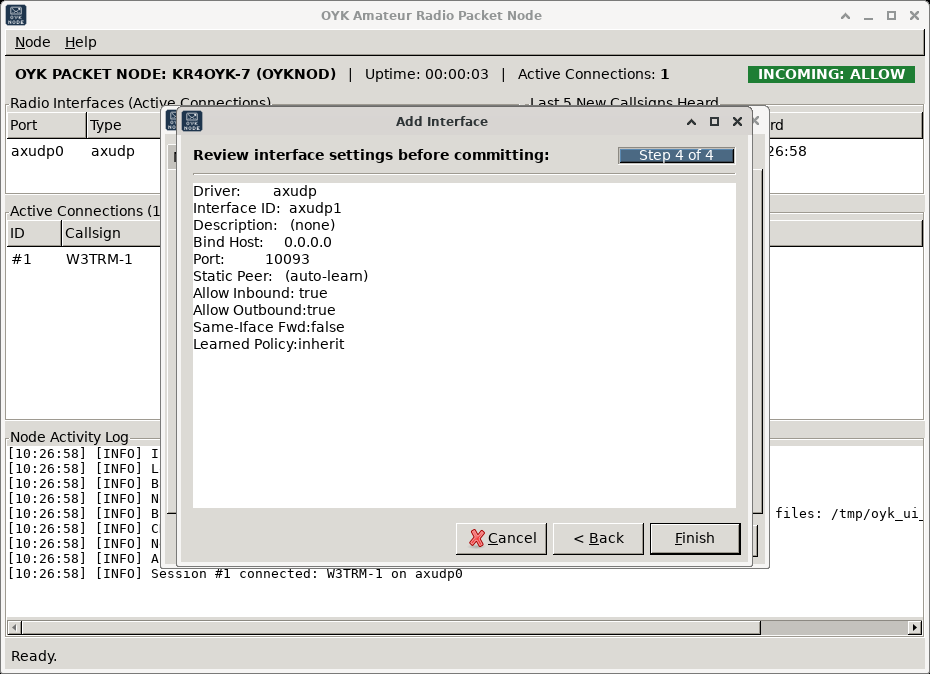 OYK Amateur Radio Packet Node
Node Help
OYK PACKET NODE: KR4OYK-7 (OYKNOD) | Uptime: 00:00:03 | Active Connections: 1 INCOMING: ALLOW
Radio Interfaces (Active Connections) Last 5 New Callsigns Heard
Port Type
axudp0 axudp
Active Connections (1
ID Callsign
#1 W3TRM-1
Add Interface
Review interface settings before committing: Step 4 of 4
Driver: axudp
Interface ID: axudp1
Description: (none)
Bind Host: 0.0.0.0
Port: 10093
Static Peer: (auto-learn)
Allow Inbound: true
Allow Outbound:true
Same-Iface Fwd:false
Learned Policy:inherit
Cancel < Back Finish
Node Activity Log
[10:26:58] [INFO] I
[10:26:58] [INFO] L
[10:26:58] [INFO] B
[10:26:58] [INFO] N
[10:26:58] [INFO] B files: /tmp/oyk_ui_
[10:26:58] [INFO] C
[10:26:58] [INFO] N
[10:26:58] [INFO] A
[10:26:58] [INFO] Session #1 connected: W3TRM-1 on axudp0
Ready.